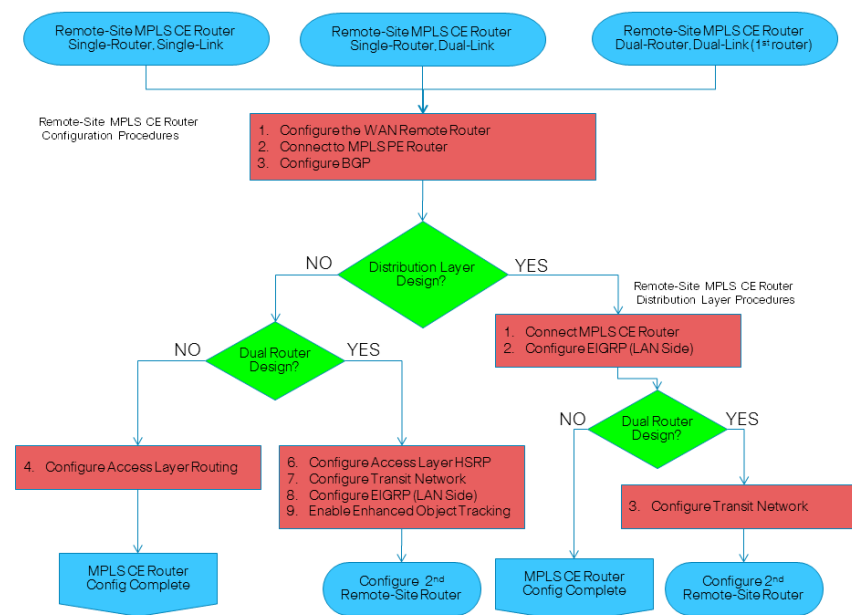 Remote-Site MPLS CE Router
Single-Router, Single-Link
Remote-Site MPLS CE Router
Single-Router, Dual-Link
Remote-Site MPLS CE Router
Dual-Router, Dual-Link (1st router)
Remote-Site MPLS CE Router
Configuration Procedures
1. Configure the WAN Remote Router
2. Connect to MPLS PE Router
3. Configure BGP
Distribution Layer
Design?
NO
YES
Remote-Site MPLS CE Router
Distribution Layer Procedures
1. Connect MPLS CE Router
2. Configure EIGRP (LAN Side)
Dual Router
Design?
NO
YES
Dual Router
Design?
NO
YES
4. Configure Access Layer Routing
6. Configure Access Layer HSRP
7. Configure Transit Network
8. Configure EIGRP (LAN Side)
9. Enable Enhanced Object Tracking
3. Configure Transit Network
MPLS CE Router
Config Complete
Configure 2nd
Remote-Site Router
MPLS CE Router
Config Complete
Configure 2nd
Remote-Site Router